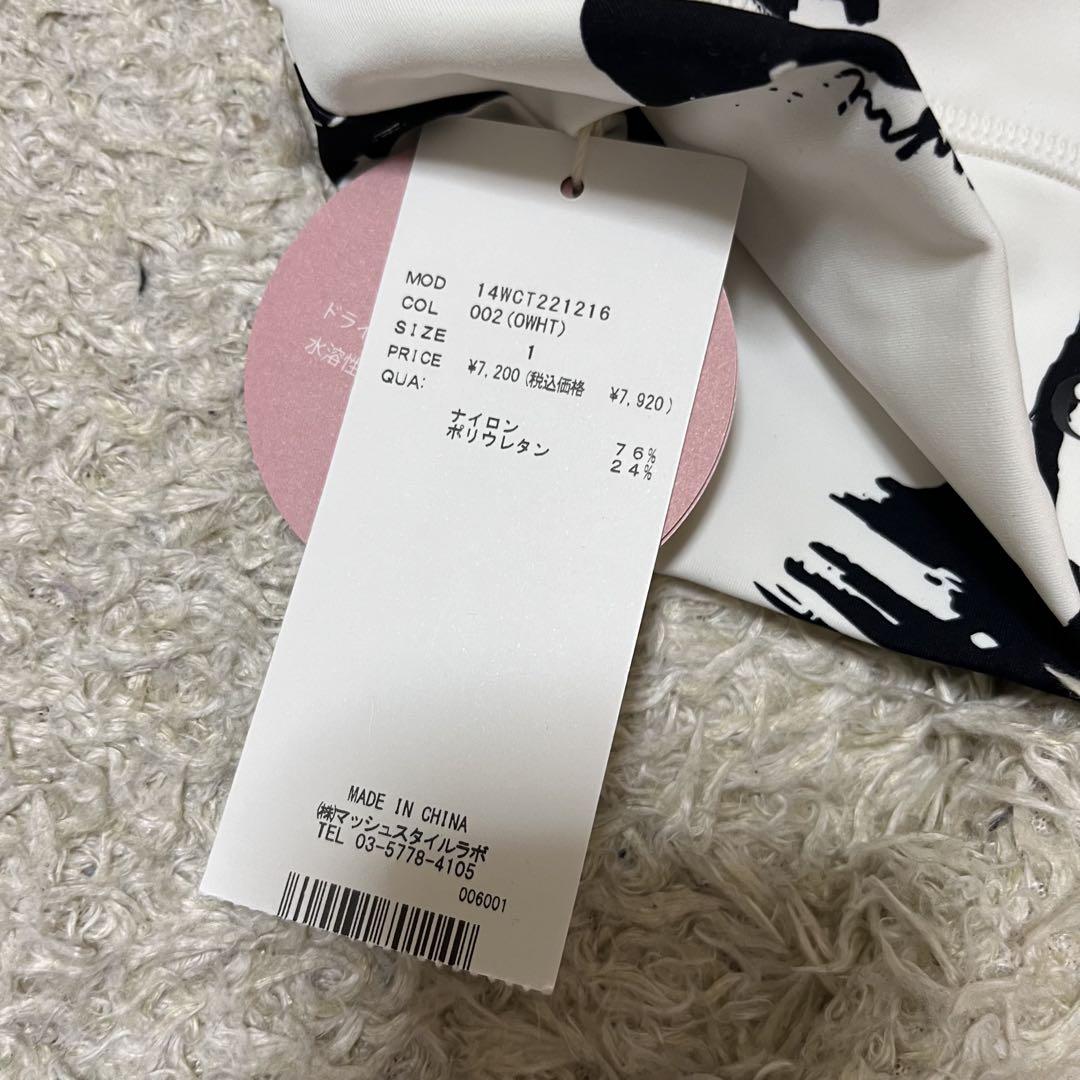 MOD 14WCT221216
COL 002(OWHT)
SIZE 1
PRICE ¥7,200(税込価格 ¥7,920)
QUA:
ナイロン 76%
ポリウレタン 24%
MADE IN CHINA
(株)マッシュスタイルラボ
TEL 03-5778-4105
006001
ドライ
水溶性